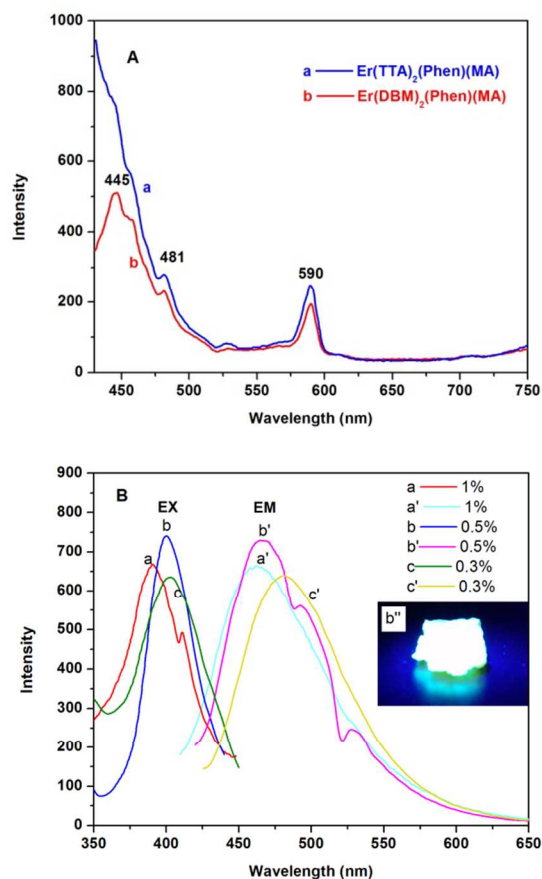 1000
A
800
a — Er(TTA)₂(Phen)(MA)
b — Er(DBM)₂(Phen)(MA)
600
445
a
400
b
481
590
200
0
450 500 550 600 650 700 750
Intensity
Wavelength (nm)
900
B
EX EM
a — 1%
a' — 1%
b — 0.5%
b' — 0.5%
c — 0.3%
c' — 0.3%
800
b b'
700
a a'
600
c c'
b''
500
400
300
200
100
0
350 400 450 500 550 600 650
Intensity
Wavelength (nm)